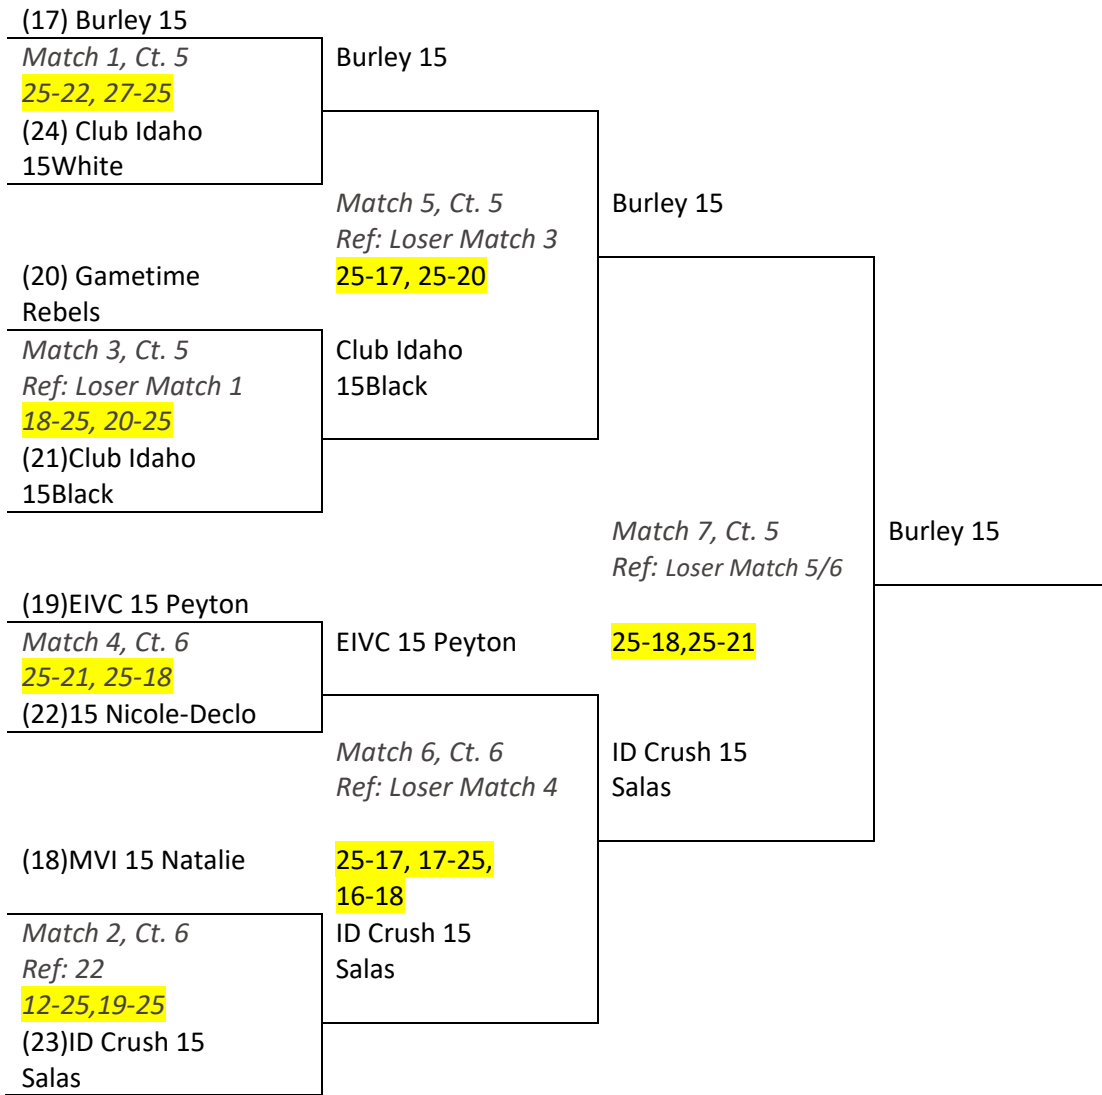 (17) Burley 15
Match 1, Ct. 5
25-22, 27-25
(24) Club Idaho
15White
Burley 15
(20) Gametime
Rebels
Match 3, Ct. 5
Ref: Loser Match 1
18-25, 20-25
(21)Club Idaho
15Black
Match 5, Ct. 5
Ref: Loser Match 3
25-17, 25-20
Club Idaho
15Black
Burley 15
(19)EIVC 15 Peyton
Match 4, Ct. 6
25-21, 25-18
(22)15 Nicole-Declo
EIVC 15 Peyton
(18)MVI 15 Natalie
Match 2, Ct. 6
Ref: 22
12-25,19-25
(23)ID Crush 15
Salas
Match 6, Ct. 6
Ref: Loser Match 4
25-17, 17-25,
16-18
ID Crush 15
Salas
Match 7, Ct. 5
Ref: Loser Match 5/6
25-18,25-21
ID Crush 15
Salas
Burley 15